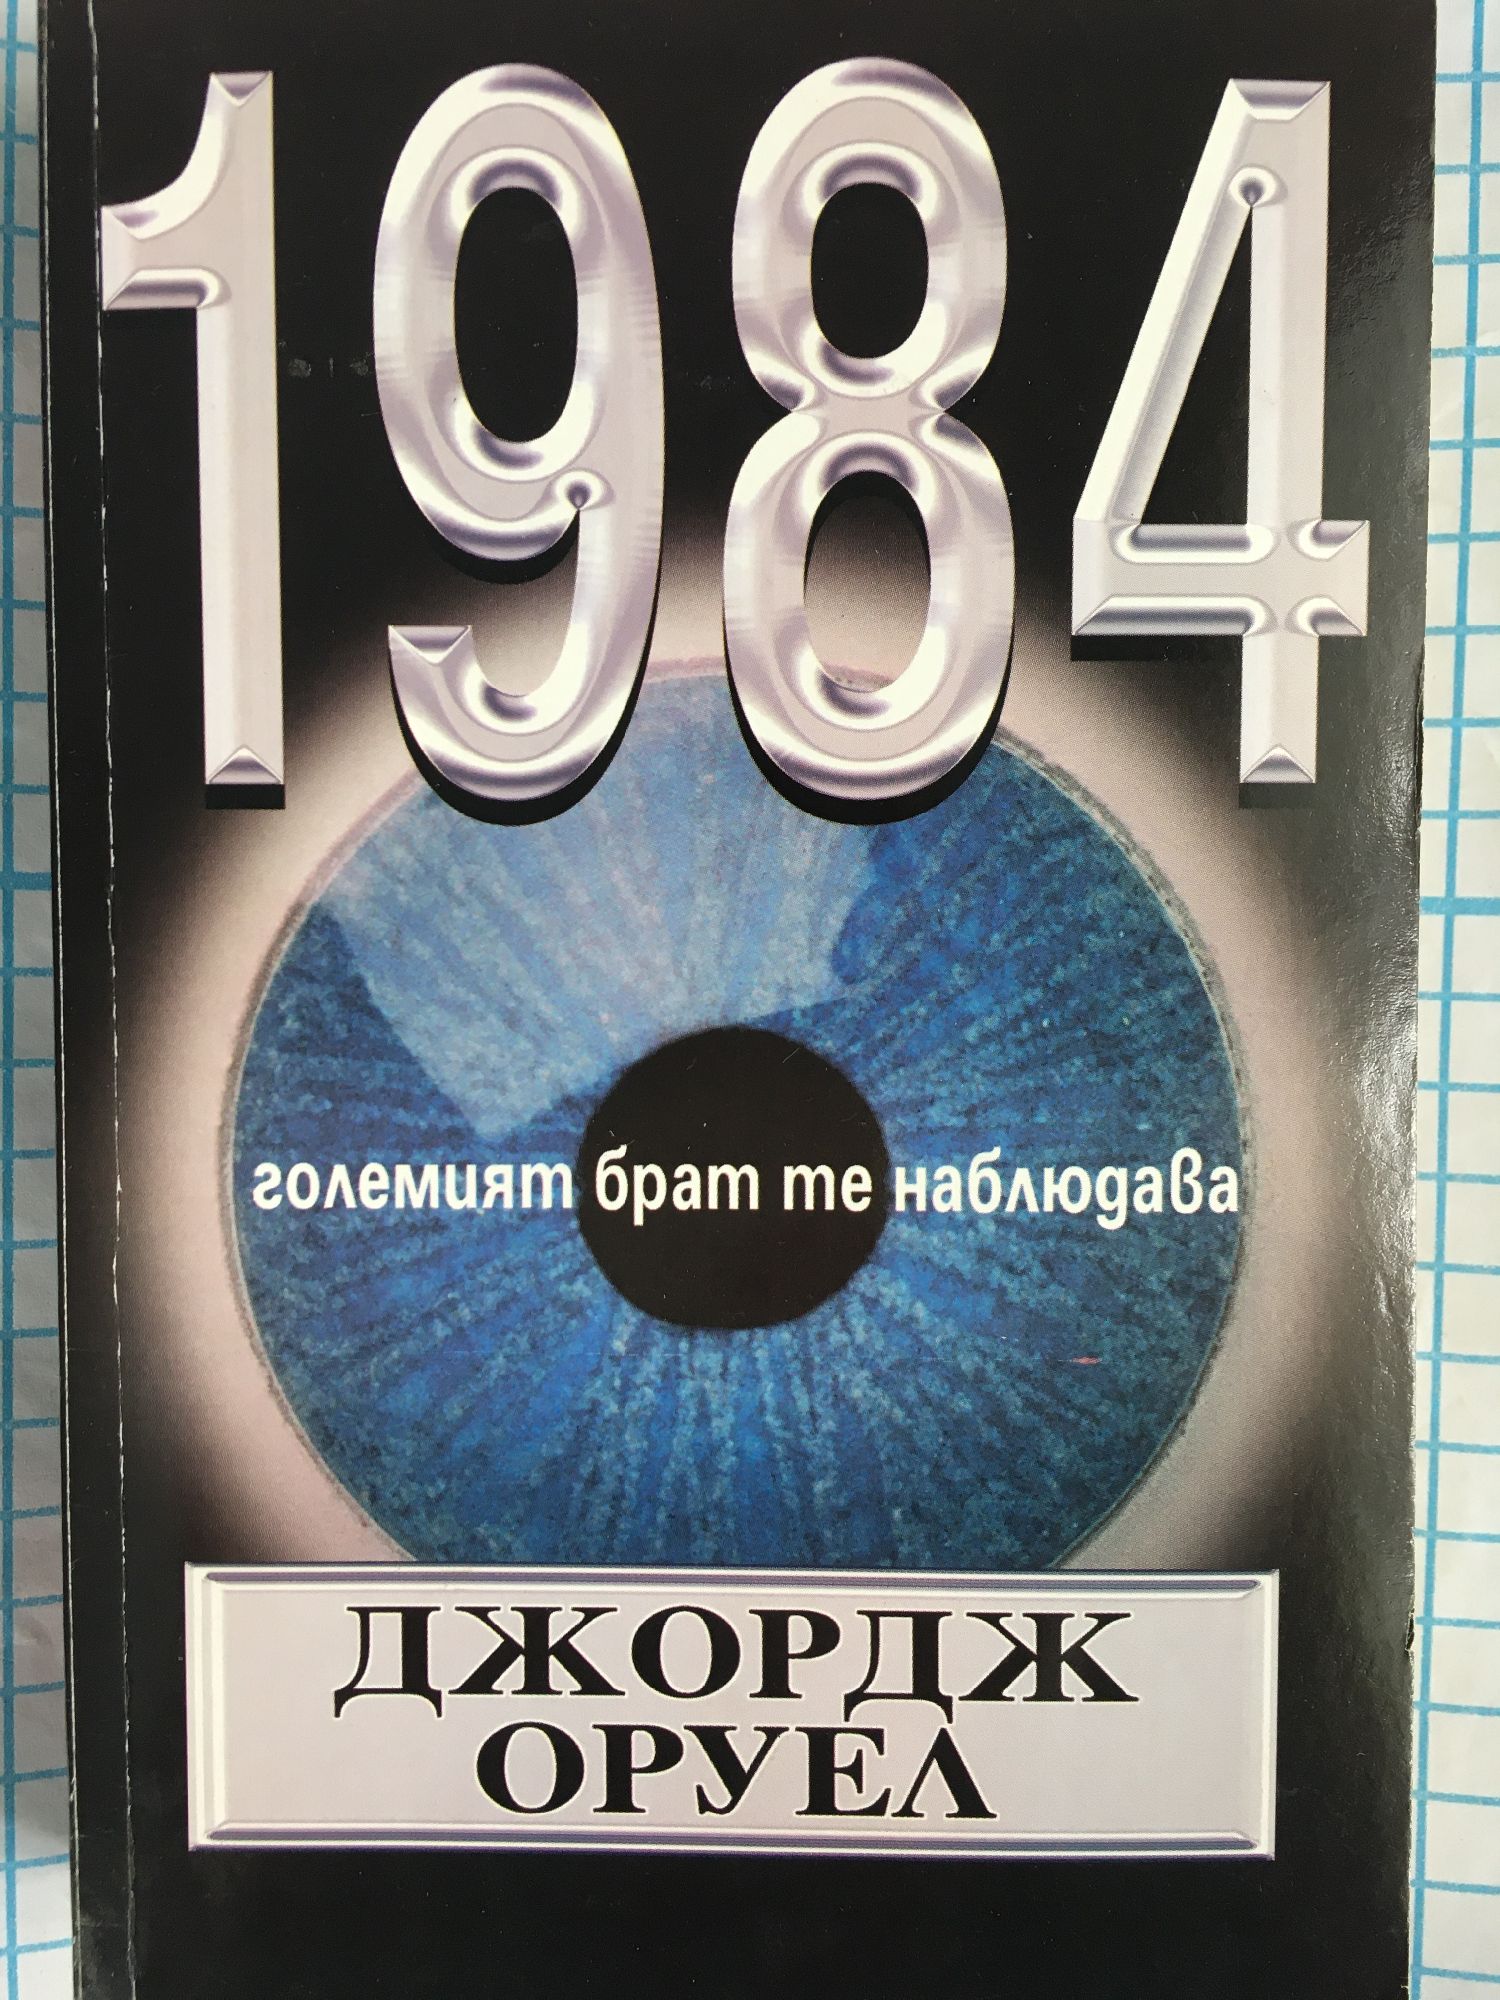 1984
големият брат те наблюдава
ДЖОРДЖ
ОРУЕЛ